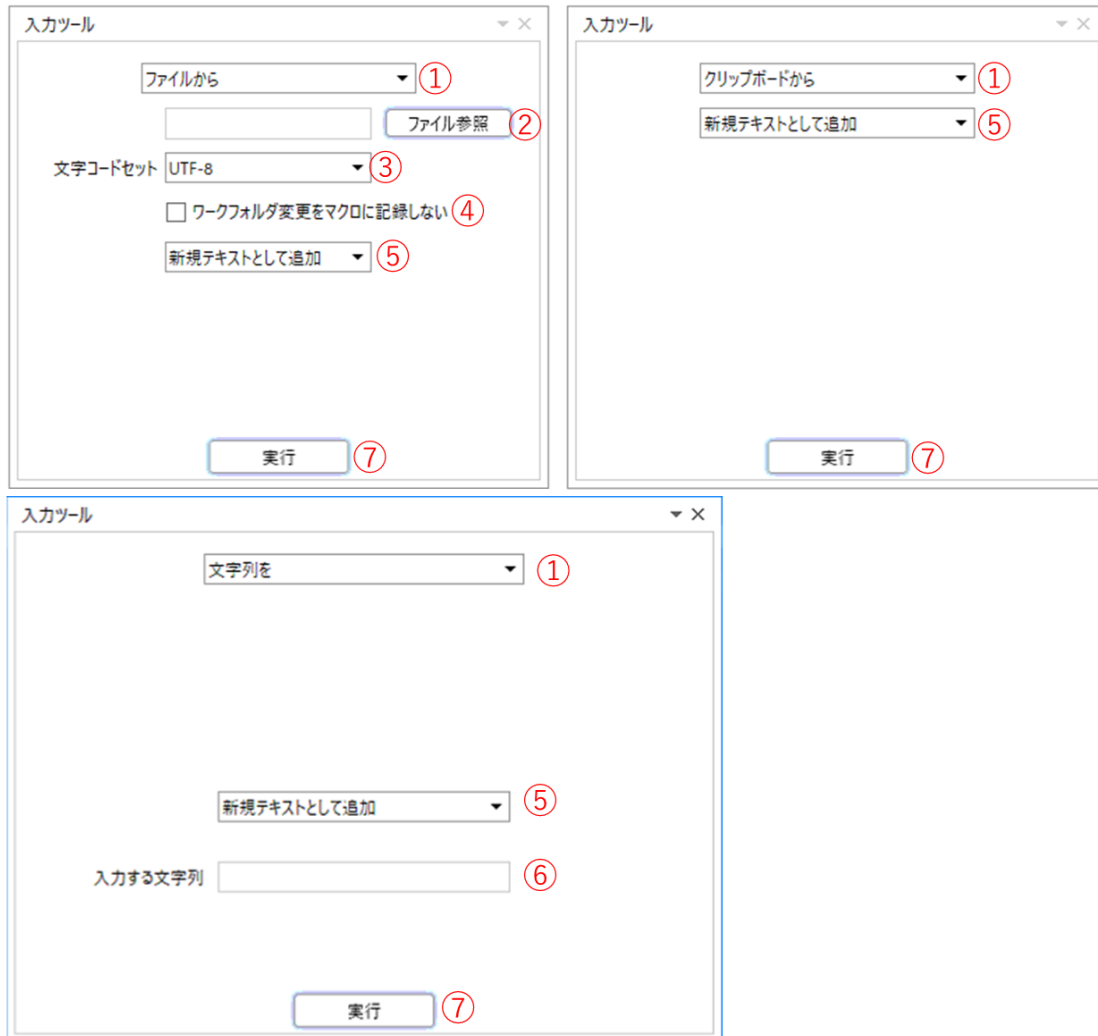 入力ツール
ファイルから ①
ファイル参照 ②
文字コードセット UTF-8 ③
ワークフォルダ変更をマクロに記録しない ④
新規テキストとして追加 ⑤
実行 ⑦
入力ツール
クリップボードから ①
新規テキストとして追加 ⑤
実行 ⑦
入力ツール
文字列を ①
新規テキストとして追加 ⑤
入力する文字列 ⑥
実行 ⑦